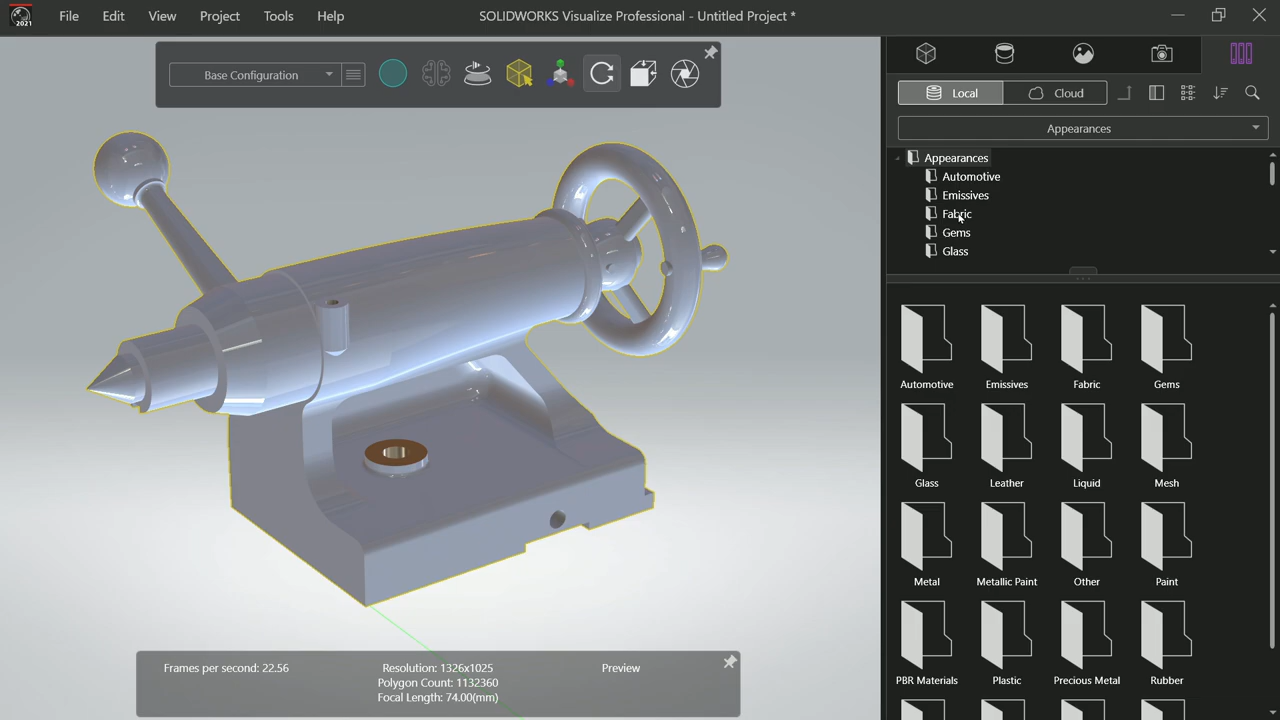 2021
File Edit View Project Tools Help SOLIDWORKS Visualize Professional - Untitled Project *
Base Configuration
Local Cloud
Appearances
Appearances
Automotive
Emissives
Fabric
Gems
Glass
Automotive Emissives Fabric Gems
Glass Leather Liquid Mesh
Metal Metallic Paint Other Paint
PBR Materials Plastic Precious Metal Rubber
Frames per second: 22.56 Resolution: 1326x1025 Preview
Polygon Count: 1132360
Focal Length: 74.00(mm)